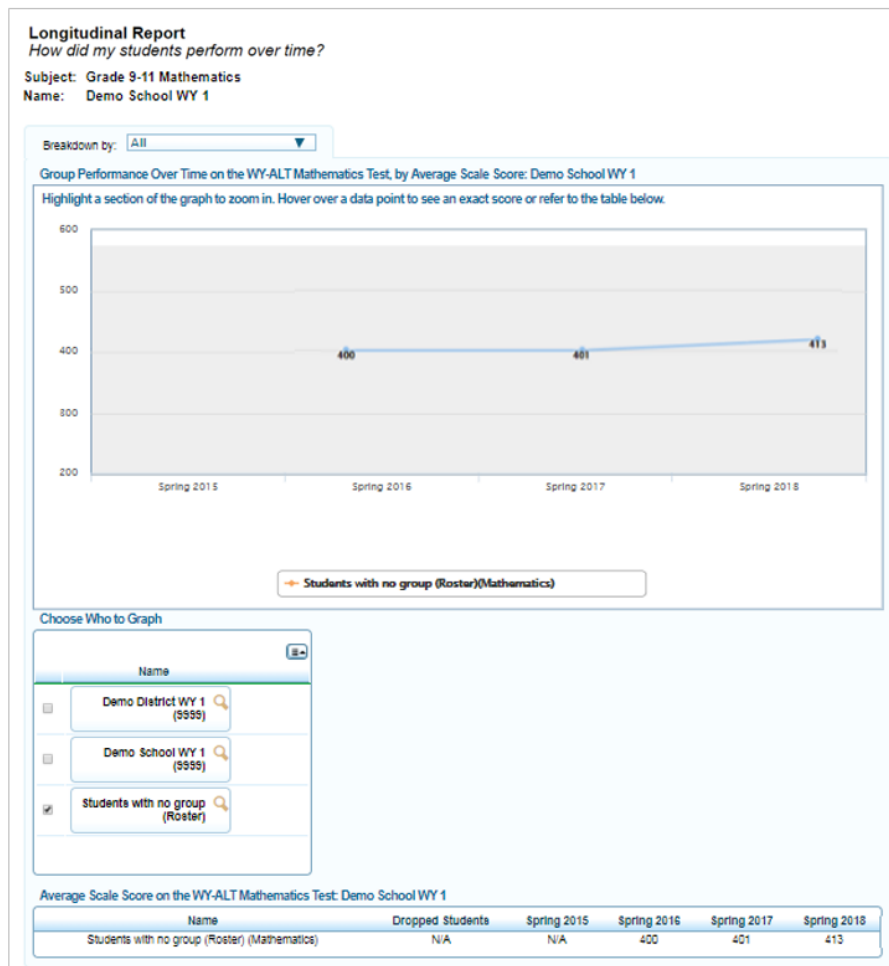 Longitudinal Report
How did my students perform over time?
Subject: Grade 9-11 Mathematics
Name: Demo School WY 1
Breakdown by: All
Group Performance Over Time on the WY-ALT Mathematics Test, by Average Scale Score: Demo School WY 1
Highlight a section of the graph to zoom in. Hover over a data point to see an exact score or refer to the table below.
600
500
400
300
200
400
401
413
Spring 2015 Spring 2016 Spring 2017 Spring 2018
Students with no group (Roster)(Mathematics)
Choose Who to Graph
Name
Demo District WY 1
(9999)
Demo School WY 1
(9999)
Students with no group
(Roster)
Average Scale Score on the WY-ALT Mathematics Test: Demo School WY 1
Name Dropped Students Spring 2015 Spring 2016 Spring 2017 Spring 2018
Students with no group (Roster) (Mathematics) N/A N/A 400 401 413